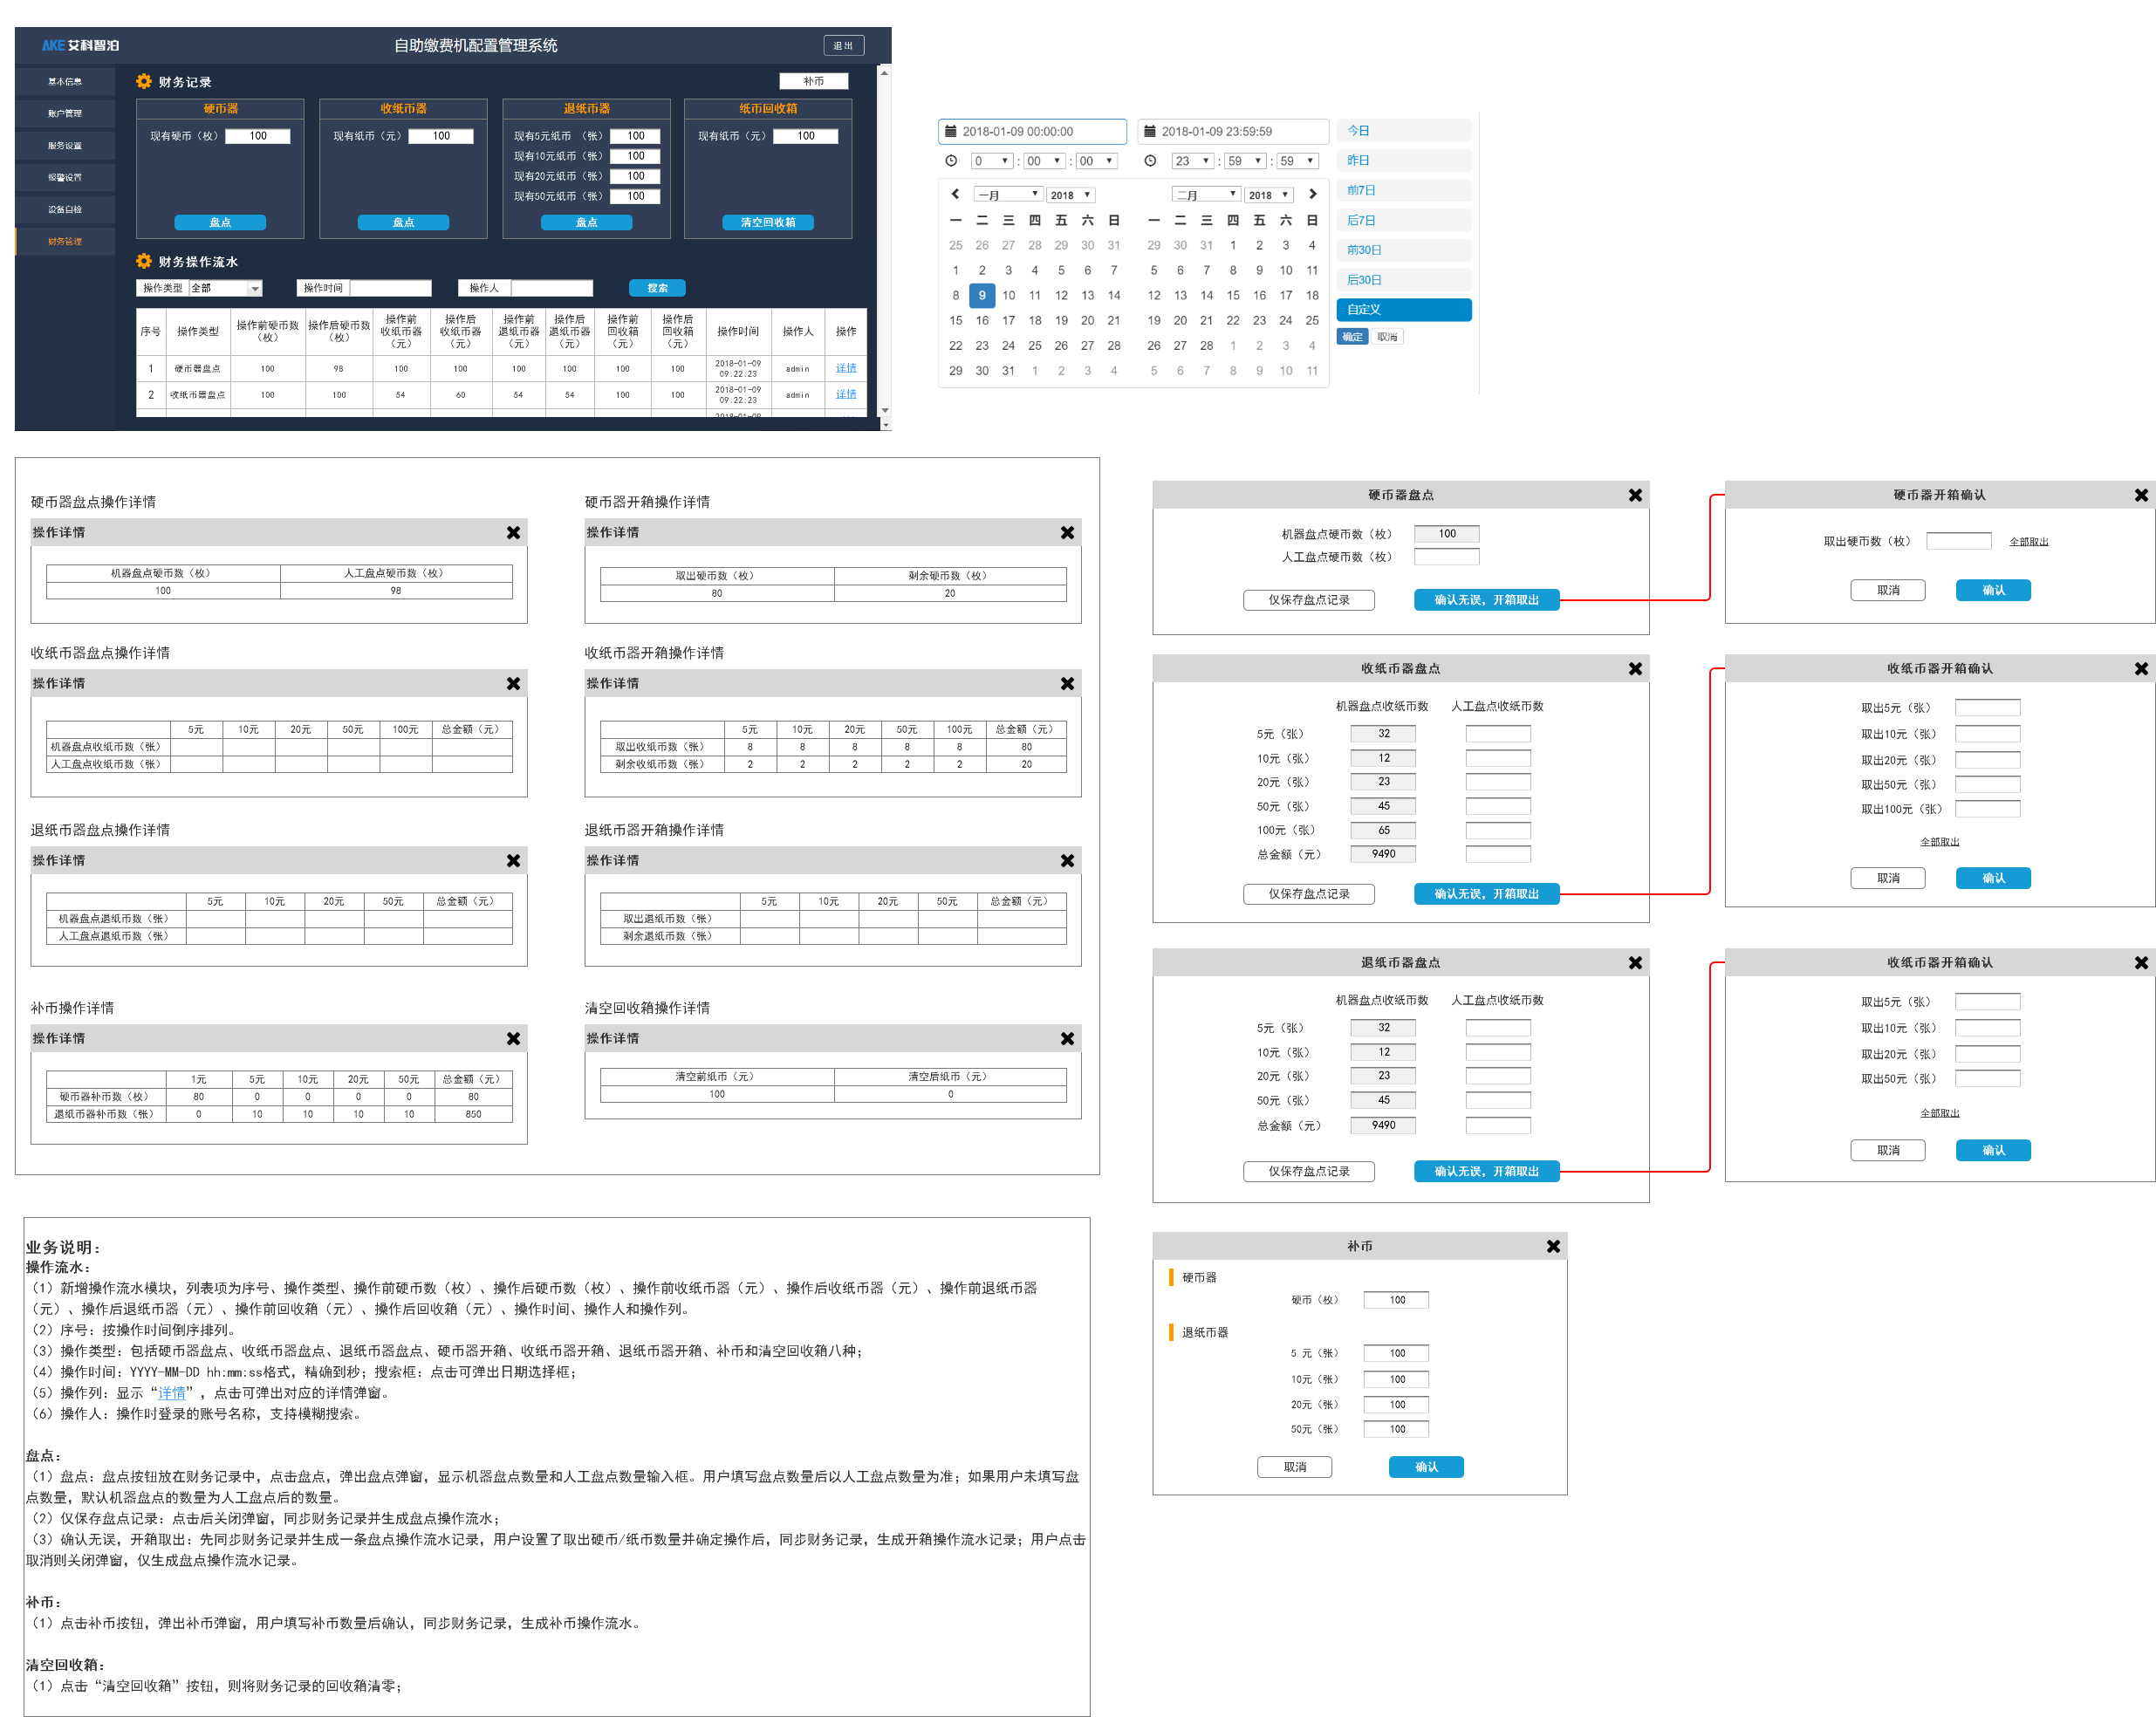 AKE 艾科智泊
自助缴费机配置管理系统
退出
基本信息
账户管理
服务设置
报警设置
设备自检
财务管理
财务记录
补币
硬币器
现有硬币（枚） 100
盘点
收纸币器
现有纸币（元） 100
盘点
退纸币器
现有5元纸币 （张） 100
现有10元纸币（张） 100
现有20元纸币（张） 100
现有50元纸币（张） 100
盘点
纸币回收箱
现有纸币（元） 100
清空回收箱
财务操作流水
操作类型 全部 操作时间 操作人 搜索
序号 操作类型 操作前硬币数（枚） 操作后硬币数（枚） 操作前收纸币器（元） 操作后收纸币器（元） 操作前退纸币器（元） 操作后退纸币器（元） 操作前回收箱（元） 操作后回收箱（元） 操作时间 操作人 操作
1 硬币器盘点 100 98 100 100 100 100 100 100 2018-01-09 09:22:23 admin 详情
2 收纸币器盘点 100 100 54 60 54 54 100 100 2018-01-09 09:22:23 admin 详情
2018-01-09 00:00:00 2018-01-09 23:59:59
0 : 00 : 00 23 : 59 : 59
一月 2018 二月 2018
一 二 三 四 五 六 日 一 二 三 四 五 六 日
25 26 27 28 29 30 31 29 30 31 1 2 3 4
1 2 3 4 5 6 7 5 6 7 8 9 10 11
8 9 10 11 12 13 14 12 13 14 15 16 17 18
15 16 17 18 19 20 21 19 20 21 22 23 24 25
22 23 24 25 26 27 28 26 27 28 1 2 3 4
29 30 31 1 2 3 4 5 6 7 8 9 10 11
今日
昨日
前7日
后7日
前30日
后30日
自定义
确定 取消
硬币器盘点操作详情
操作详情
机器盘点硬币数（枚） 人工盘点硬币数（枚）
100 98
硬币器开箱操作详情
操作详情
取出硬币数（枚） 剩余硬币数（枚）
80 20
收纸币器盘点操作详情
操作详情
5元 10元 20元 50元 100元 总金额（元）
机器盘点收纸币数（张）
人工盘点收纸币数（张）
收纸币器开箱操作详情
操作详情
5元 10元 20元 50元 100元 总金额（元）
取出收纸币数（张） 8 8 8 8 8 80
剩余收纸币数（张） 2 2 2 2 2 20
退纸币器盘点操作详情
操作详情
5元 10元 20元 50元 总金额（元）
机器盘点退纸币数（张）
人工盘点退纸币数（张）
退纸币器开箱操作详情
操作详情
5元 10元 20元 50元 总金额（元）
取出退纸币数（张）
剩余退纸币数（张）
补币操作详情
操作详情
1元 5元 10元 20元 50元 总金额（元）
硬币器补币数（枚） 80 0 0 0 0 80
退纸币器补币数（张） 0 10 10 10 10 850
清空回收箱操作详情
操作详情
清空前纸币（元） 清空后纸币（元）
100 0
硬币器盘点
机器盘点硬币数（枚） 100
人工盘点硬币数（枚）
仅保存盘点记录 确认无误，开箱取出
硬币器开箱确认
取出硬币数（枚） 全部取出
取消 确认
收纸币器盘点
机器盘点收纸币数 人工盘点收纸币数
5元（张） 32
10元（张） 12
20元（张） 23
50元（张） 45
100元（张） 65
总金额（元） 9490
仅保存盘点记录 确认无误，开箱取出
收纸币器开箱确认
取出5元（张）
取出10元（张）
取出20元（张）
取出50元（张）
取出100元（张）
全部取出
取消 确认
退纸币器盘点
机器盘点收纸币数 人工盘点收纸币数
5元（张） 32
10元（张） 12
20元（张） 23
50元（张） 45
总金额（元） 9490
仅保存盘点记录 确认无误，开箱取出
收纸币器开箱确认
取出5元（张）
取出10元（张）
取出20元（张）
取出50元（张）
全部取出
取消 确认
补币
硬币器
硬币（枚） 100
退纸币器
5 元（张） 100
10元（张） 100
20元（张） 100
50元（张） 100
取消 确认
业务说明：
操作流水：
（1）新增操作流水模块，列表项为序号、操作类型、操作前硬币数（枚）、操作后硬币数（枚）、操作前收纸币器（元）、操作后收纸币器（元）、操作前退纸币器
（元）、操作后退纸币器（元）、操作前回收箱（元）、操作后回收箱（元）、操作时间、操作人和操作列。
（2）序号：按操作时间倒序排列。
（3）操作类型：包括硬币器盘点、收纸币器盘点、退纸币器盘点、硬币器开箱、收纸币器开箱、退纸币器开箱、补币和清空回收箱八种；
（4）操作时间：YYYY-MM-DD hh:mm:ss格式，精确到秒；搜索框：点击可弹出日期选择框；
（5）操作列：显示“详情”，点击可弹出对应的详情弹窗。
（6）操作人：操作时登录的账号名称，支持模糊搜索。
盘点：
（1）盘点：盘点按钮放在财务记录中，点击盘点，弹出盘点弹窗，显示机器盘点数量和人工盘点数量输入框。用户填写盘点数量后以人工盘点数量为准；如果用户未填写盘
点数量，默认机器盘点的数量为人工盘点后的数量。
（2）仅保存盘点记录：点击后关闭弹窗，同步财务记录并生成盘点操作流水；
（3）确认无误，开箱取出：先同步财务记录并生成一条盘点操作流水记录，用户设置了取出硬币/纸币数量并确定操作后，同步财务记录，生成开箱操作流水记录；用户点击
取消则关闭弹窗，仅生成盘点操作流水记录。
补币：
（1）点击补币按钮，弹出补币弹窗，用户填写补币数量后确认，同步财务记录，生成补币操作流水。
清空回收箱：
（1）点击“清空回收箱”按钮，则将财务记录的回收箱清零；